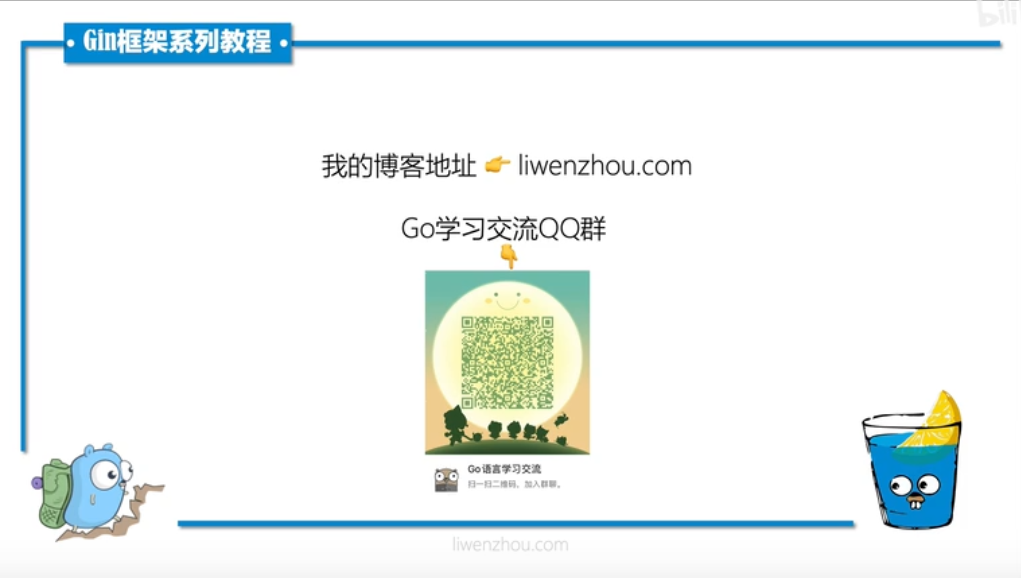 bili
Gin框架系列教程
我的博客地址 👉 liwenzhou.com
Go学习交流QQ群
👇
Go语言学习交流
扫一扫二维码，加入群聊。
liwenzhou.com